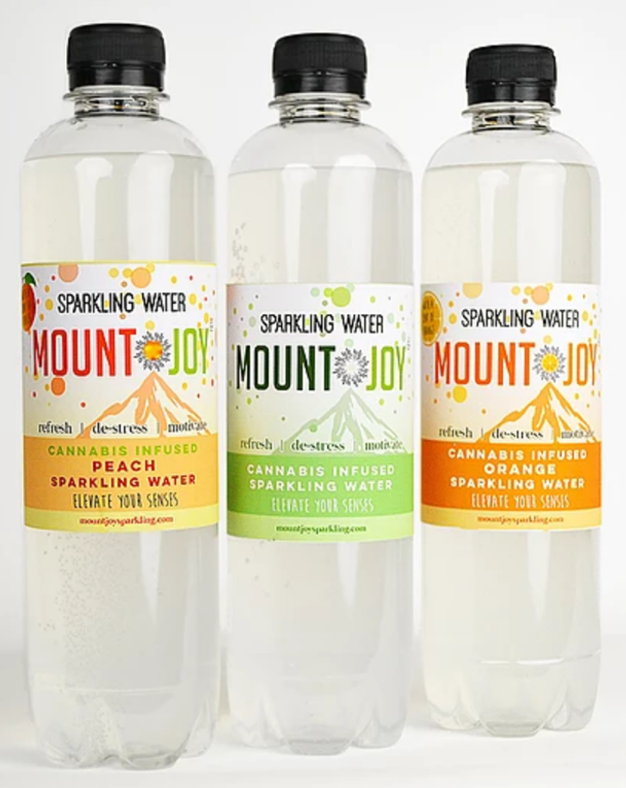 SPARKLING WATER
MOUNT JOY
refresh | de-stress | motivate
CANNABIS INFUSED
PEACH
SPARKLING WATER
ELEVATE YOUR SENSES
mountjoysparkling.com
SPARKLING WATER
MOUNT JOY
refresh | de-stress | motivate
CANNABIS INFUSED
SPARKLING WATER
ELEVATE YOUR SENSES
mountjoysparkling.com
SPARKLING WATER
MOUNT JOY
refresh | de-stress | motivate
CANNABIS INFUSED
ORANGE
SPARKLING WATER
ELEVATE YOUR SENSES
mountjoysparkling.com